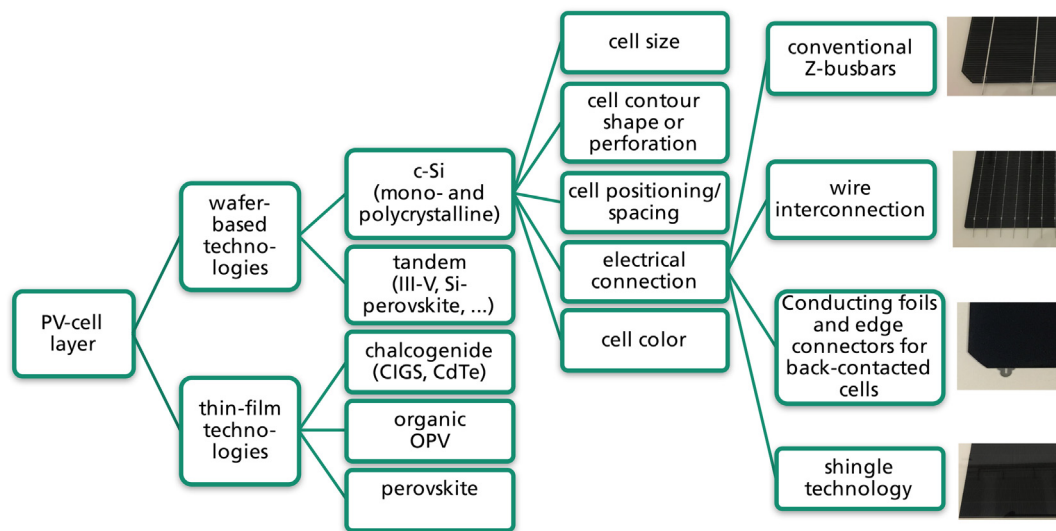 PV-cell
layer
wafer-
based
techno-
logies
thin-film
techno-
logies
c-Si
(mono- and
polycrystalline)
tandem
(III-V, Si-
perovskite, ...)
chalcogenide
(CIGS, CdTe)
organic
OPV
perovskite
cell size
cell contour
shape or
perforation
cell positioning/
spacing
electrical
connection
cell color
conventional
Z-busbars
wire
interconnection
Conducting foils
and edge
connectors for
back-contacted
cells
shingle
technology